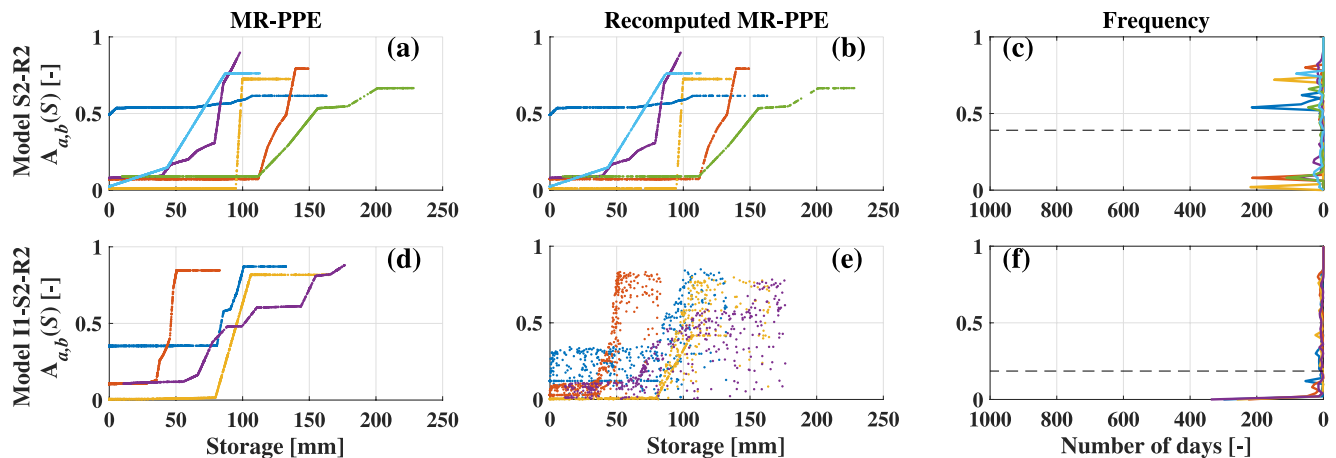 MR-PPE
Recomputed MR-PPE
Frequency
Model S2-R2
A_{a,b}(S) [-]
1
0.5
0
(a)
0 50 100 150 200 250
1
0.5
0
(b)
0 50 100 150 200 250
1
0.5
0
(c)
1000 800 600 400 200 0
Model I1-S2-R2
A_{a,b}(S) [-]
1
0.5
0
(d)
0 50 100 150 200 250
Storage [mm]
1
0.5
0
(e)
0 50 100 150 200 250
Storage [mm]
1
0.5
0
(f)
1000 800 600 400 200 0
Number of days [-]